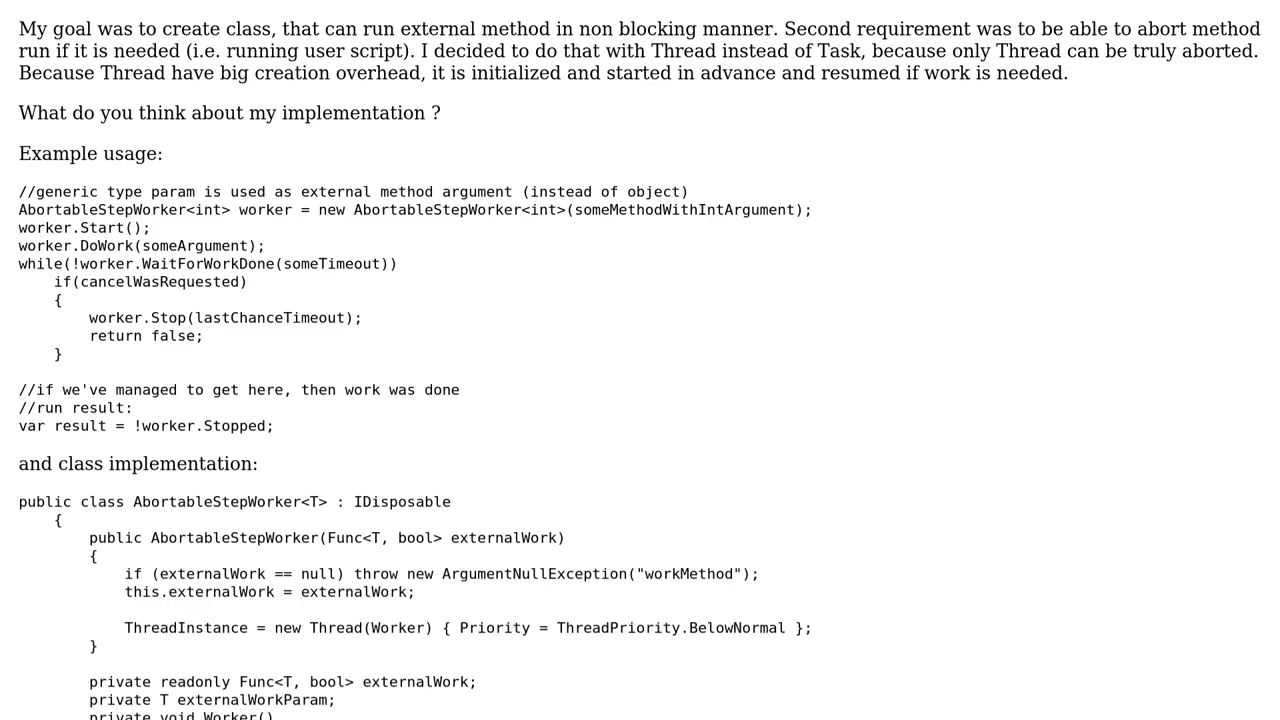 My goal was to create class, that can run external method in non blocking manner. Second requirement was to be able to abort method
run if it is needed (i.e. running user script). I decided to do that with Thread instead of Task, because only Thread can be truly aborted.
Because Thread have big creation overhead, it is initialized and started in advance and resumed if work is needed.
What do you think about my implementation ?
Example usage:
//generic type param is used as external method argument (instead of object)
AbortableStepWorker<int> worker = new AbortableStepWorker<int>(someMethodWithIntArgument);
worker.Start();
worker.DoWork(someArgument);
while(!worker.WaitForWorkDone(someTimeout))
    if(cancelWasRequested)
    {
        worker.Stop(lastChanceTimeout);
        return false;
    }
//if we've managed to get here, then work was done
//run result:
var result = !worker.Stopped;
and class implementation:
public class AbortableStepWorker<T> : IDisposable
    {
        public AbortableStepWorker(Func<T, bool> externalWork)
        {
            if (externalWork == null) throw new ArgumentNullException("workMethod");
            this.externalWork = externalWork;
            ThreadInstance = new Thread(Worker) { Priority = ThreadPriority.BelowNormal };
        }
        private readonly Func<T, bool> externalWork;
        private T externalWorkParam;
        private void Worker()